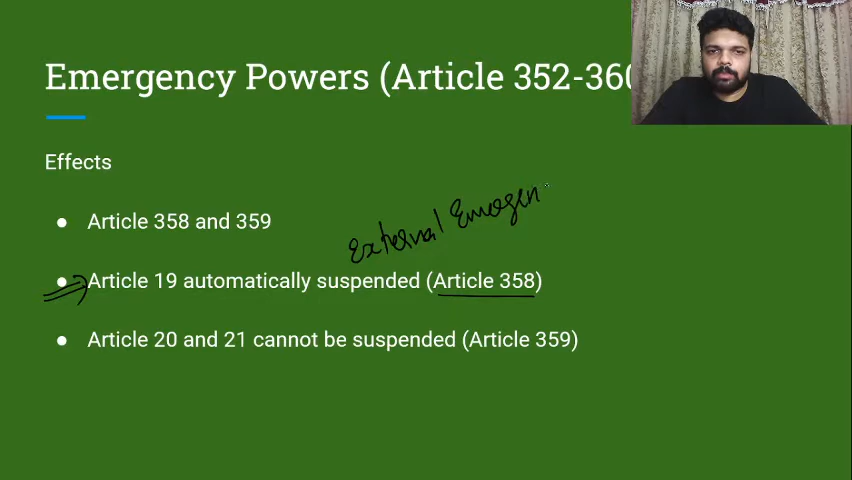 Emergency Powers (Article 352-360
Effects
● Article 358 and 359
External Emergen
● Article 19 automatically suspended (Article 358)
● Article 20 and 21 cannot be suspended (Article 359)